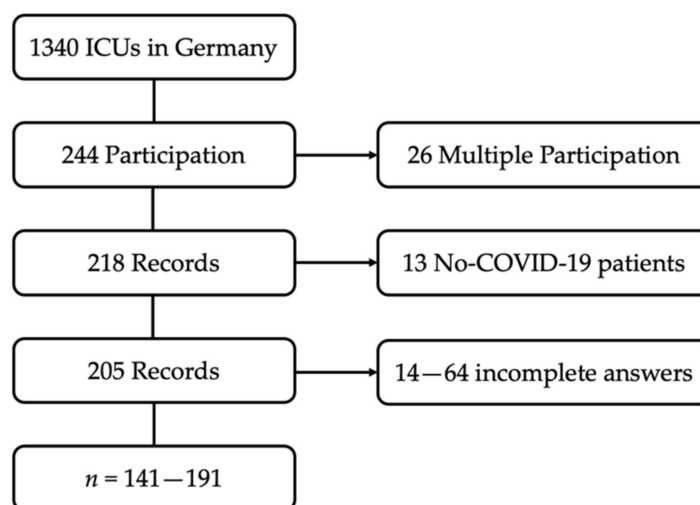 1340 ICUs in Germany
244 Participation
26 Multiple Participation
218 Records
13 No-COVID-19 patients
205 Records
14—64 incomplete answers
n = 141—191